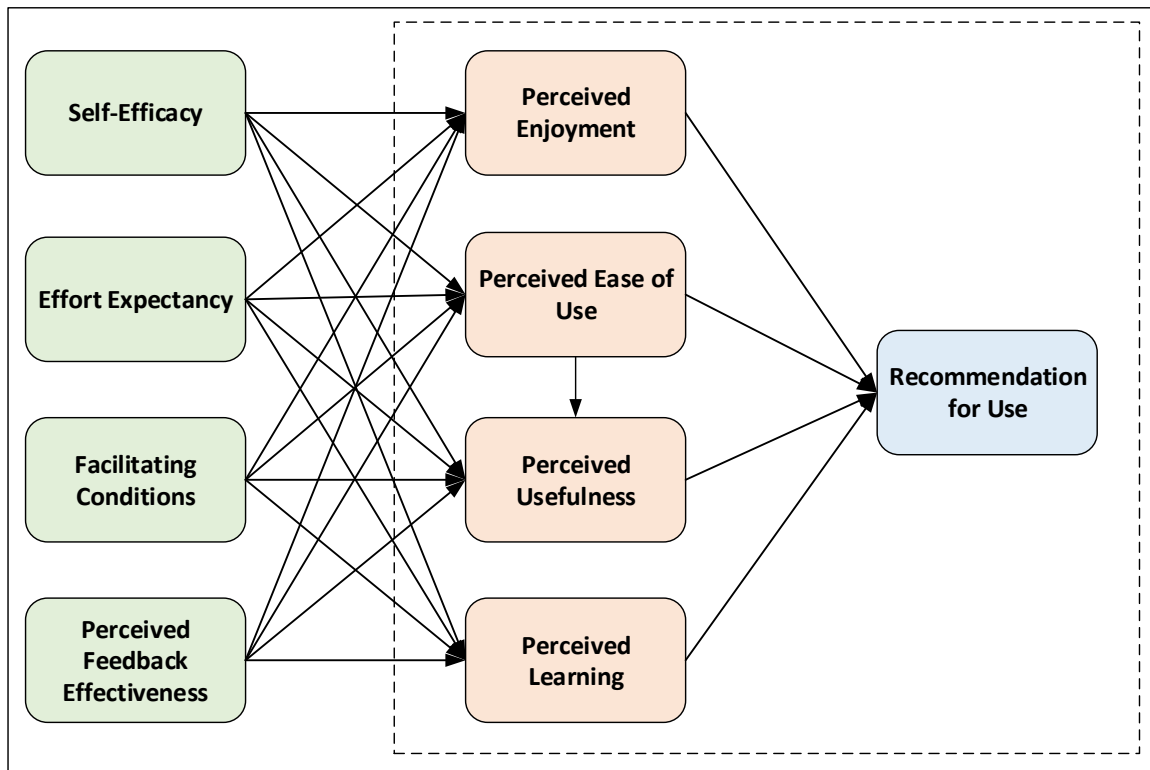 Self-Efficacy
Effort Expectancy
Facilitating
Conditions
Perceived
Feedback
Effectiveness
Perceived
Enjoyment
Perceived Ease of
Use
Perceived
Usefulness
Perceived
Learning
Recommendation
for Use